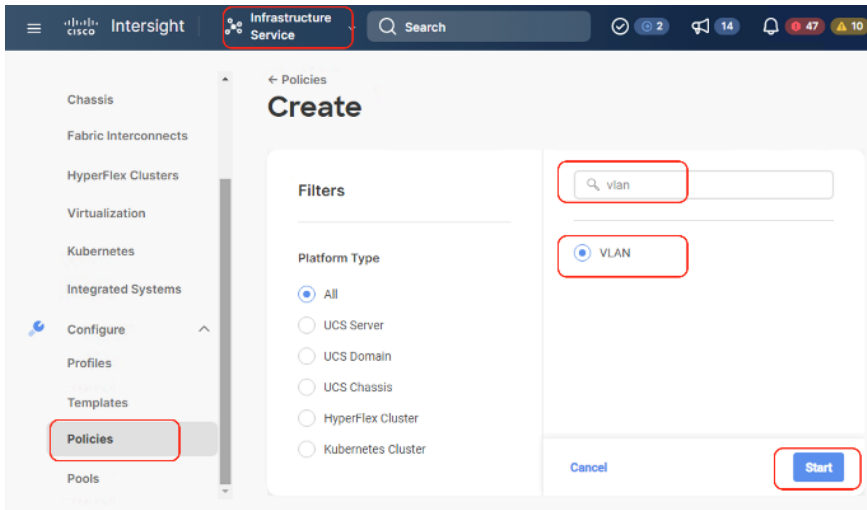 cisco Intersight
Infrastructure
Service
Search
2
14
47
10
Chassis
Fabric Interconnects
HyperFlex Clusters
Virtualization
Kubernetes
Integrated Systems
Configure
Profiles
Templates
Policies
Pools
← Policies
Create
Filters
Platform Type
All
UCS Server
UCS Domain
UCS Chassis
HyperFlex Cluster
Kubernetes Cluster
vlan
VLAN
Cancel
Start